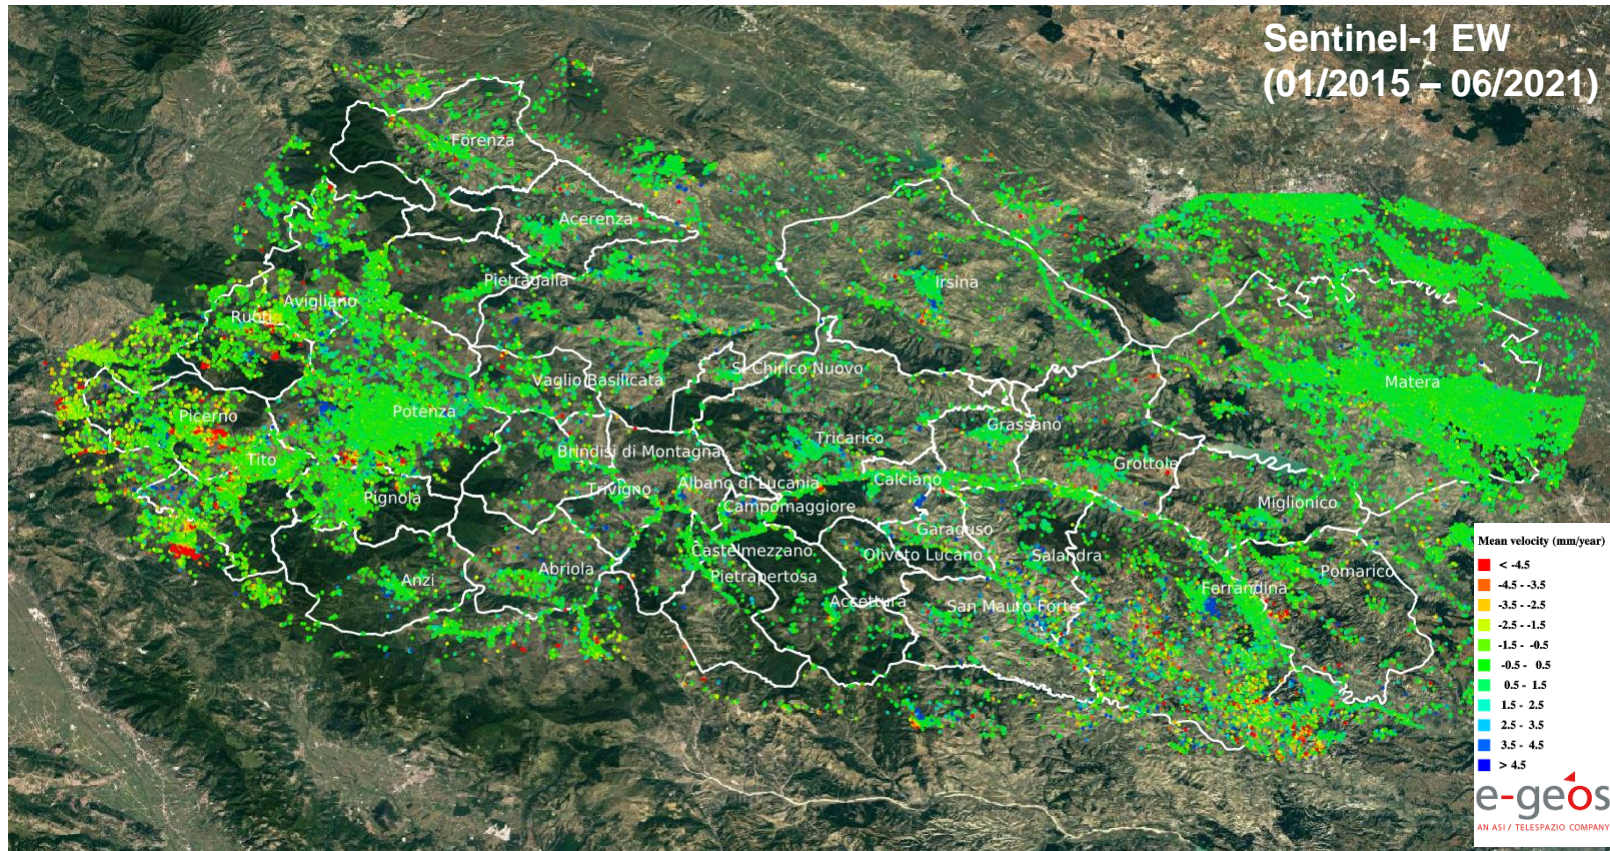 Sentinel-1 EW
(01/2015 – 06/2021)
Forenza
Acerenza
Pietragalla
Irsina
Avigliano
Ruoti
Vaglio Basilicata
S. Chirico Nuovo
Matera
Picerno
Potenza
Grassano
Tricarico
Tito
Brindisi di Montagna
Grottole
Pignola
Trivigno
Albano di Lucania
Calciano
Campomaggiore
Miglionico
Garaguso
Castelmezzano
Oliveto Lucano
Salandra
Anzi
Abriola
Pietrapertosa
Pomarico
Ferrandina
Accettura
San Mauro Forte
Mean velocity (mm/year)
< -4.5
-4.5 - -3.5
-3.5 - -2.5
-2.5 - -1.5
-1.5 - -0.5
-0.5 - 0.5
0.5 - 1.5
1.5 - 2.5
2.5 - 3.5
3.5 - 4.5
> 4.5
e-geos
AN ASI / TELESPAZIO COMPANY